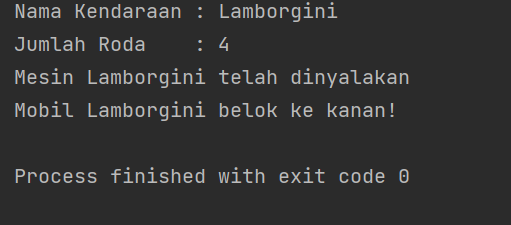 Nama Kendaraan : Lamborgini
Jumlah Roda    : 4
Mesin Lamborgini telah dinyalakan
Mobil Lamborgini belok ke kanan!
Process finished with exit code 0